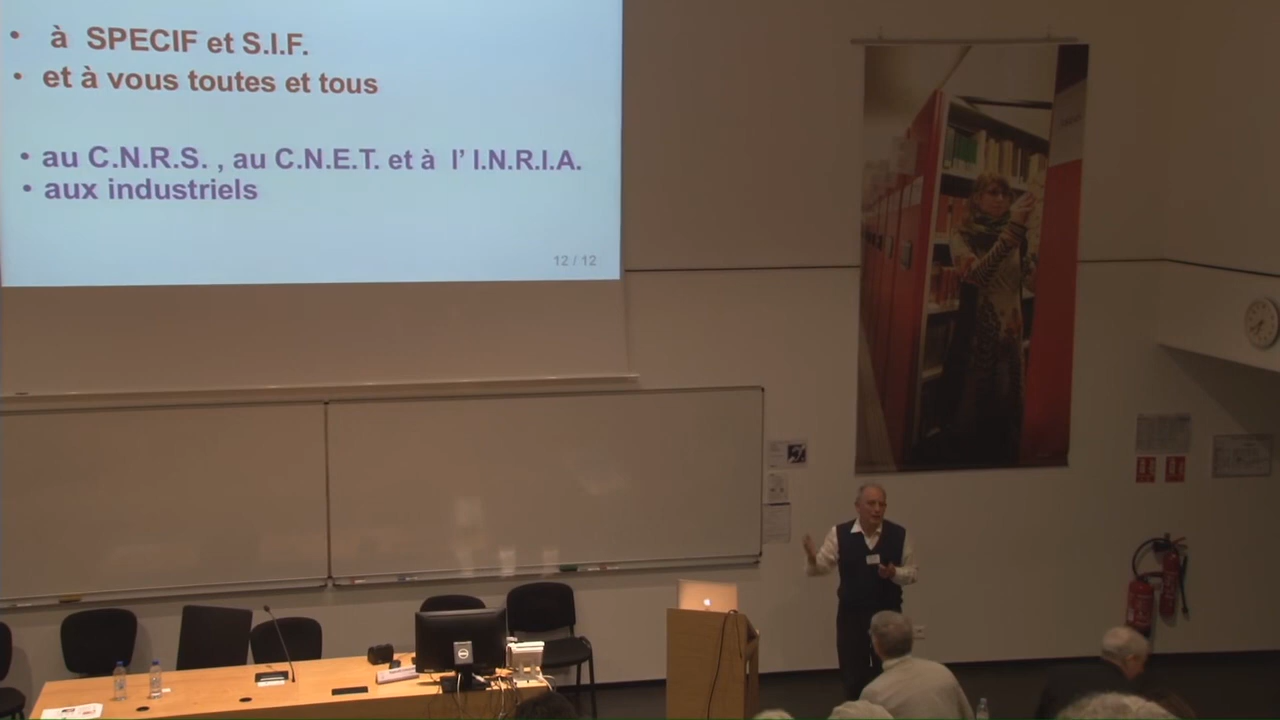 • à SPECIF et S.I.F.
• et à vous toutes et tous
• au C.N.R.S. , au C.N.E.T. et à l' I.N.R.I.A.
• aux industriels
12 / 12